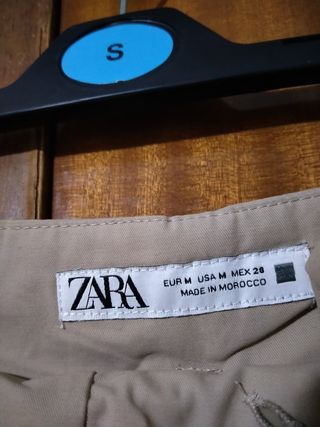 S
ZARA
EUR M USA M MEX 28
MADE IN MOROCCO